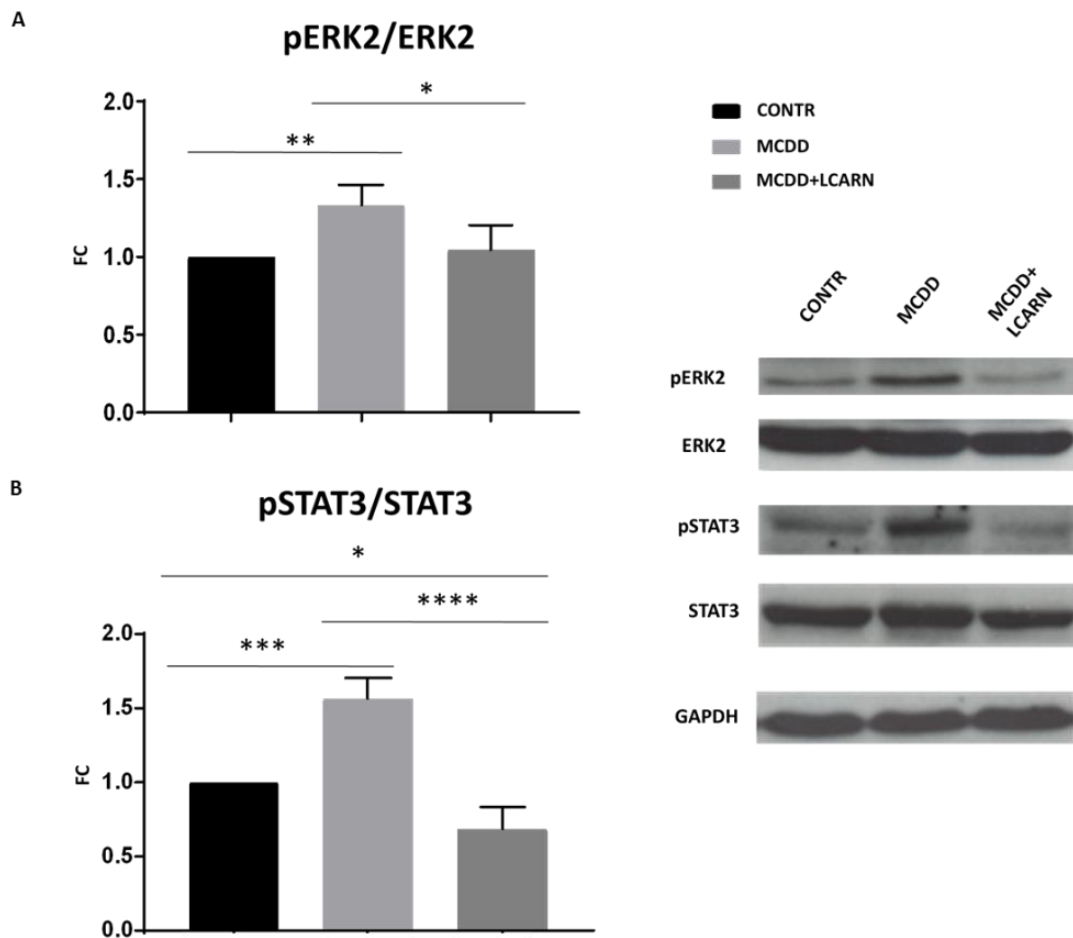 A
pERK2/ERK2
*
**
2.0
1.5
1.0
0.5
0.0
FC
CONTR
MCDD
MCDD+LCARN
CONTR
MCDD
MCDD+
LCARN
pERK2
ERK2
pSTAT3
STAT3
GAPDH
B
pSTAT3/STAT3
*
****
***
2.0
1.5
1.0
0.5
0.0
FC